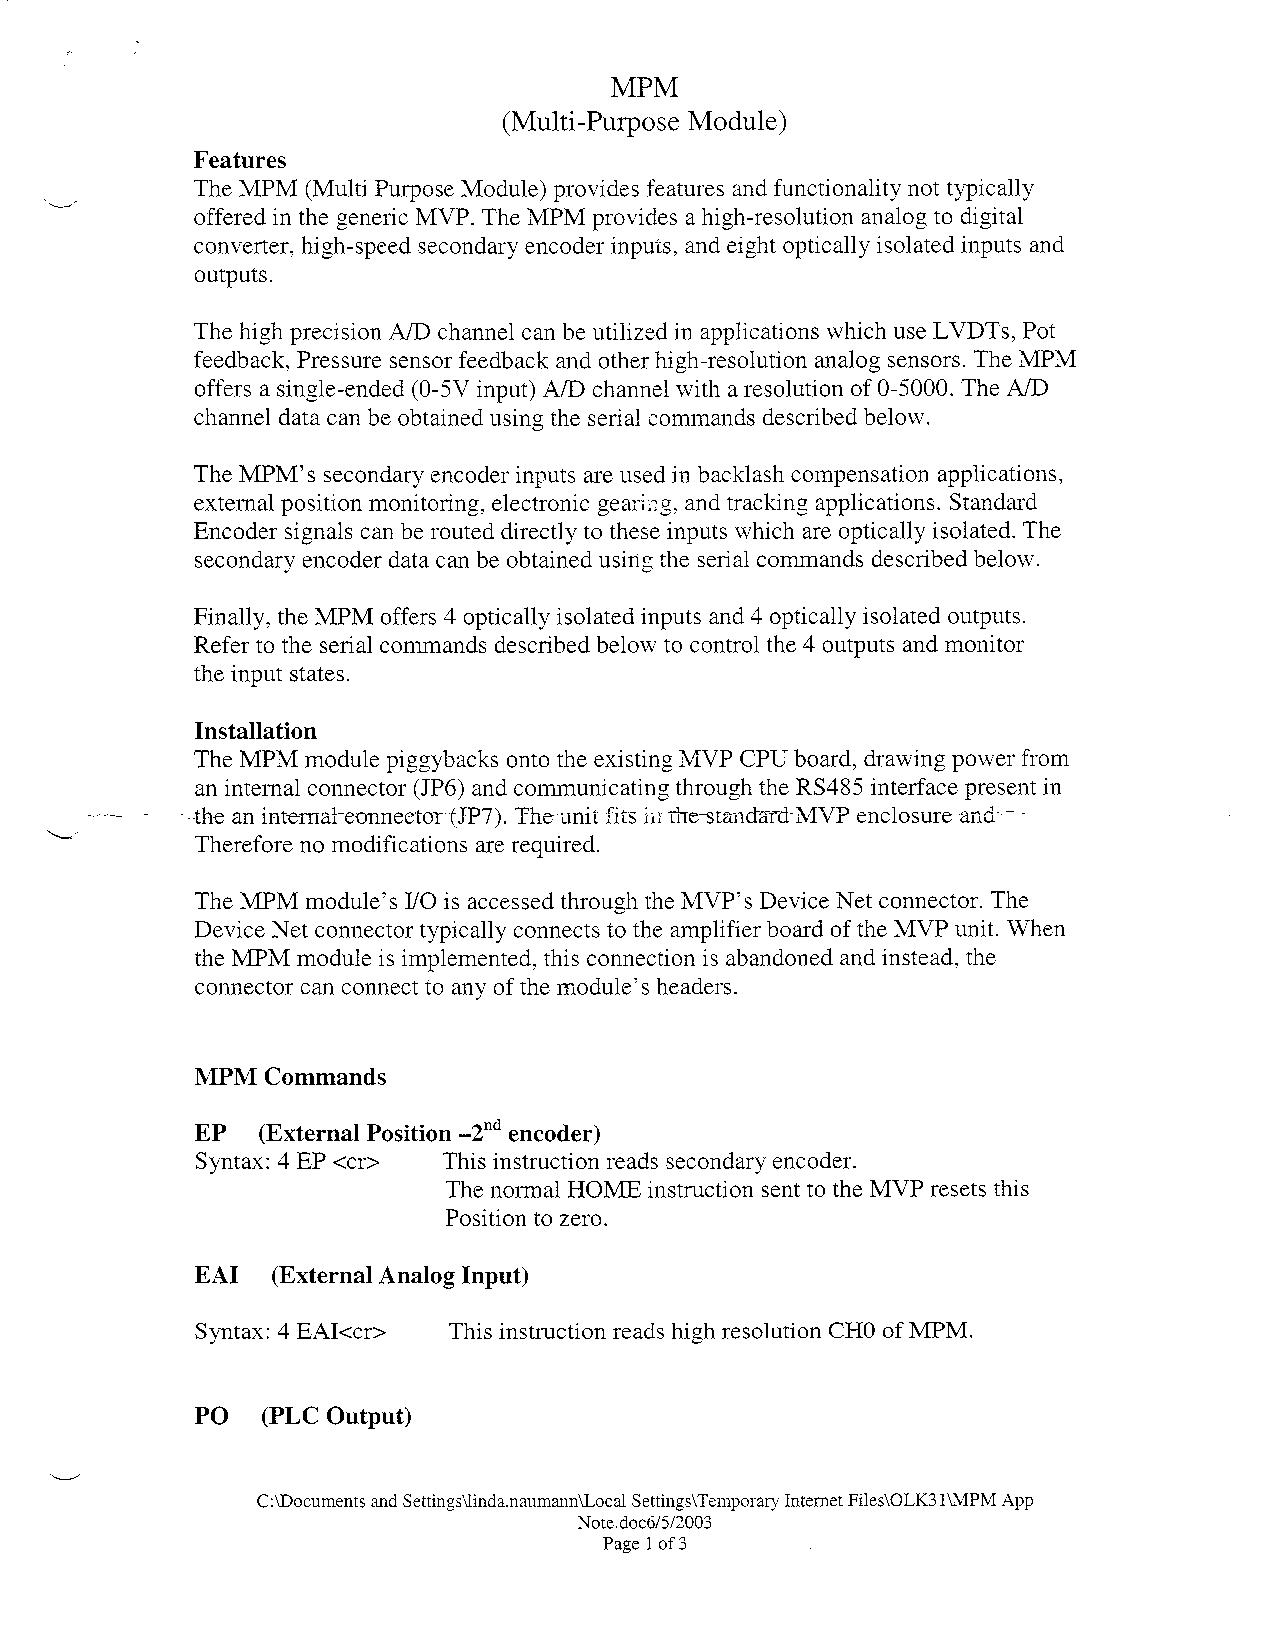 MPM
(Multi-Purpose Module)
Features
The MPM (Multi Purpose Module) provides features and functionality not typically
offered in the generic MVP. The MPM provides a high-resolution analog to digital
converter, high-speed secondary encoder inputs, and eight optically isolated inputs and
outputs.
The high precision A/D channel can be utilized in applications which use LVDTs, Pot
feedback, Pressure sensor feedback and other high-resolution analog sensors. The MPM
offers a single-ended (0-5V input) A/D channel with a resolution of 0-5000. The A/D
channel data can be obtained using the serial commands described below.
The MPM's secondary encoder inputs are used in backlash compensation applications,
external position monitoring, electronic gearing, and tracking applications. Standard
Encoder signals can be routed directly to these inputs which are optically isolated. The
secondary encoder data can be obtained using the serial commands described below.
Finally, the MPM offers 4 optically isolated inputs and 4 optically isolated outputs.
Refer to the serial commands described below to control the 4 outputs and monitor
the input states.
Installation
The MPM module piggybacks onto the existing MVP CPU board, drawing power from
an internal connector (JP6) and communicating through the RS485 interface present in
the an internal connector (JP7). The unit fits in the standard MVP enclosure and
Therefore no modifications are required.
The MPM module's I/O is accessed through the MVP's Device Net connector. The
Device Net connector typically connects to the amplifier board of the MVP unit. When
the MPM module is implemented, this connection is abandoned and instead, the
connector can connect to any of the module's headers.
MPM Commands
EP (External Position –2nd encoder)
Syntax: 4 EP <cr> This instruction reads secondary encoder.
The normal HOME instruction sent to the MVP resets this
Position to zero.
EAI (External Analog Input)
Syntax: 4 EAI<cr> This instruction reads high resolution CH0 of MPM.
PO (PLC Output)
C:\Documents and Settings\linda.naumann\Local Settings\Temporary Internet Files\OLK31\MPM App
Note.doc6/5/2003
Page 1 of 3